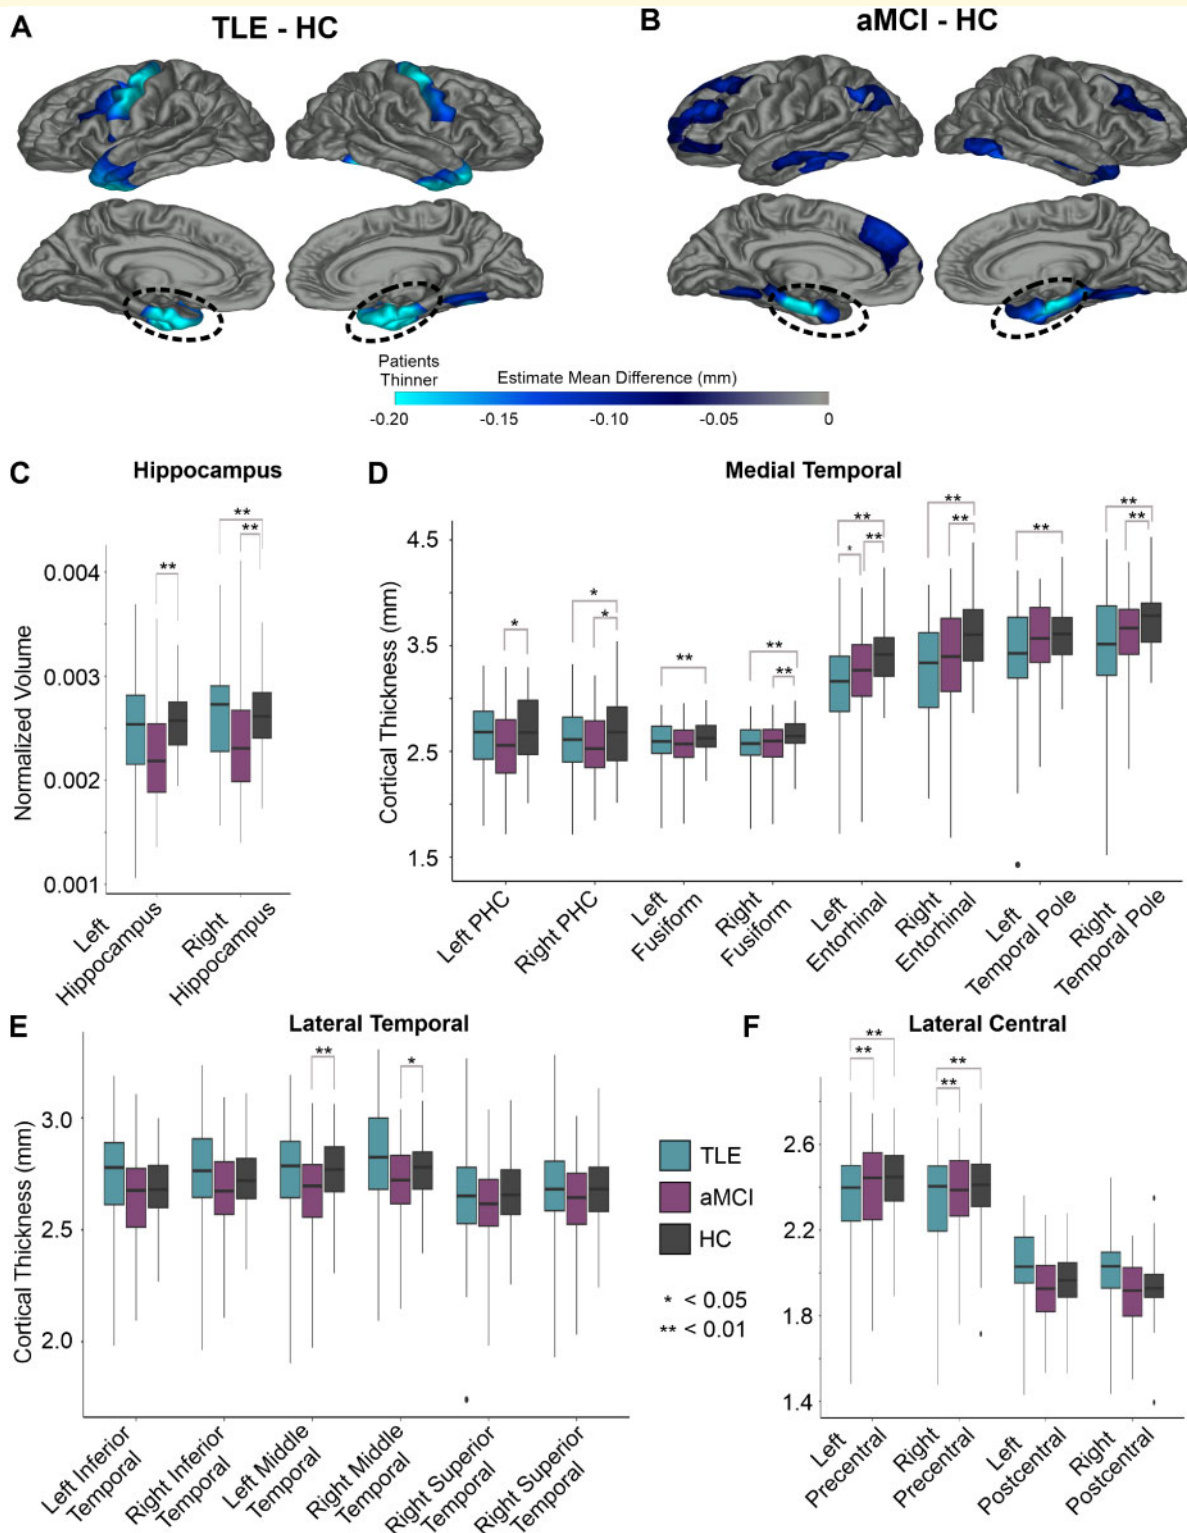 A TLE - HC
B aMCI - HC
Patients
Thinner
Estimate Mean Difference (mm)
-0.20 -0.15 -0.10 -0.05 0
C Hippocampus
** 
**
**
Normalized Volume
0.004
0.003
0.002
0.001
Left
Hippocampus
Right
Hippocampus
D Medial Temporal
Cortical Thickness (mm)
4.5
3.5
2.5
1.5
*
*
*
**
**
**
**
*
**
**
**
**
**
**
Left PHC
Right PHC
Left
Fusiform
Right
Fusiform
Left
Entorhinal
Right
Entorhinal
Left
Temporal Pole
Right
Temporal Pole
E Lateral Temporal
Cortical Thickness (mm)
3.0
2.5
2.0
**
*
Left Inferior
Temporal
Right Inferior
Temporal
Left Middle
Temporal
Right Middle
Temporal
Right Superior
Temporal
Right Superior
Temporal
TLE
aMCI
HC
* < 0.05
** < 0.01
F Lateral Central
**
**
**
**
2.6
2.2
1.8
1.4
Left
Precentral
Right
Precentral
Left
Postcentral
Right
Postcentral